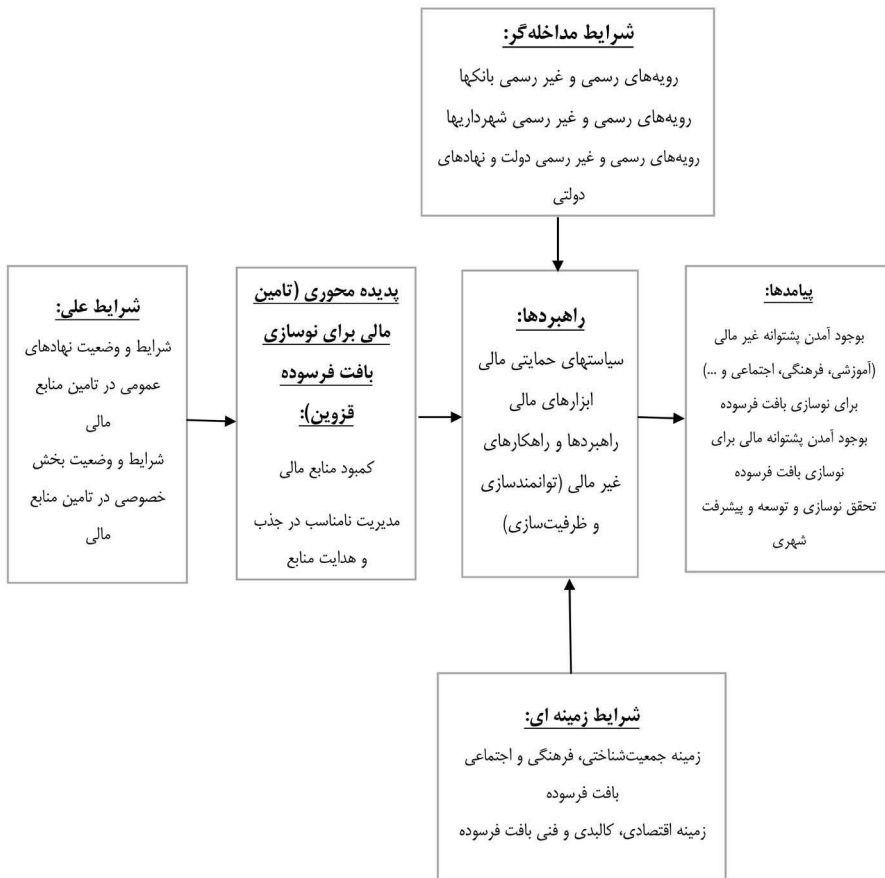 شرایط مداخله‌گر:
رویه‌های رسمی و غیر رسمی بانکها
رویه‌های رسمی و غیر رسمی شهرداریها
رویه‌های رسمی و غیر رسمی دولت و نهادهای
دولتی
شرایط علی:
شرایط و وضعیت نهادهای
عمومی در تامین منابع
مالی
شرایط و وضعیت بخش
خصوصی در تامین منابع
مالی
پدیده محوری (تامین
مالی برای نوسازی
بافت فرسوده
قزوین):
کمبود منابع مالی
مدیریت نامناسب در جذب
و هدایت منابع
راهبردها:
سیاستهای حمایتی مالی
ابزارهای مالی
راهبردها و راهکارهای
غیر مالی (توانمندسازی
و ظرفیت‌سازی)
پیامدها:
بوجود آمدن پشتوانه غیر مالی
(آموزشی، فرهنگی، اجتماعی و ...)
برای نوسازی بافت فرسوده
بوجود آمدن پشتوانه مالی برای
نوسازی بافت فرسوده
تحقق نوسازی و توسعه و پیشرفت
شهری
شرایط زمینه ای:
زمینه جمعیت‌شناختی، فرهنگی و اجتماعی
بافت فرسوده
زمینه اقتصادی، کالبدی و فنی بافت فرسوده